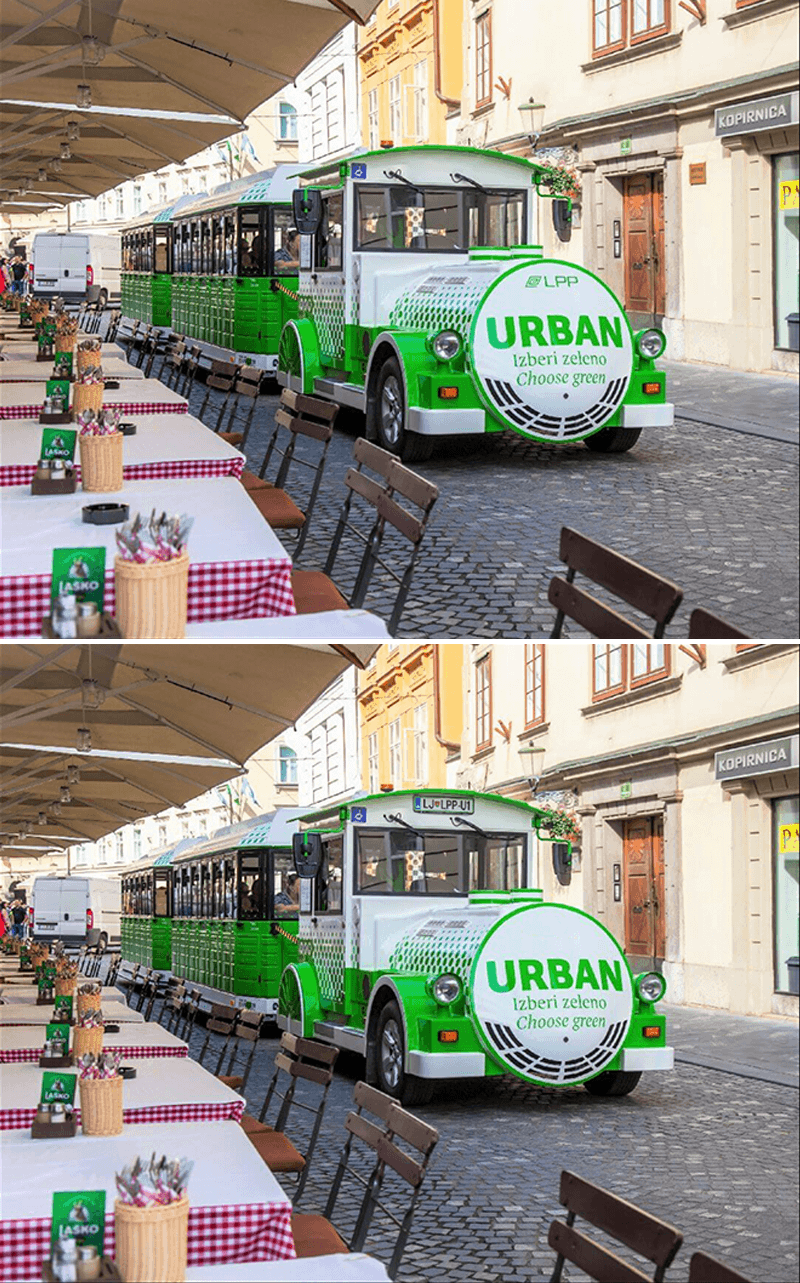 KOPIRNICA
P
LPP
URBAN
Izberi zeleno
Choose green
LAŠKO
LAŠKO
KOPIRNICA
LJ LPP-U1
P
URBAN
Izberi zeleno
Choose green
LAŠKO
LAŠKO